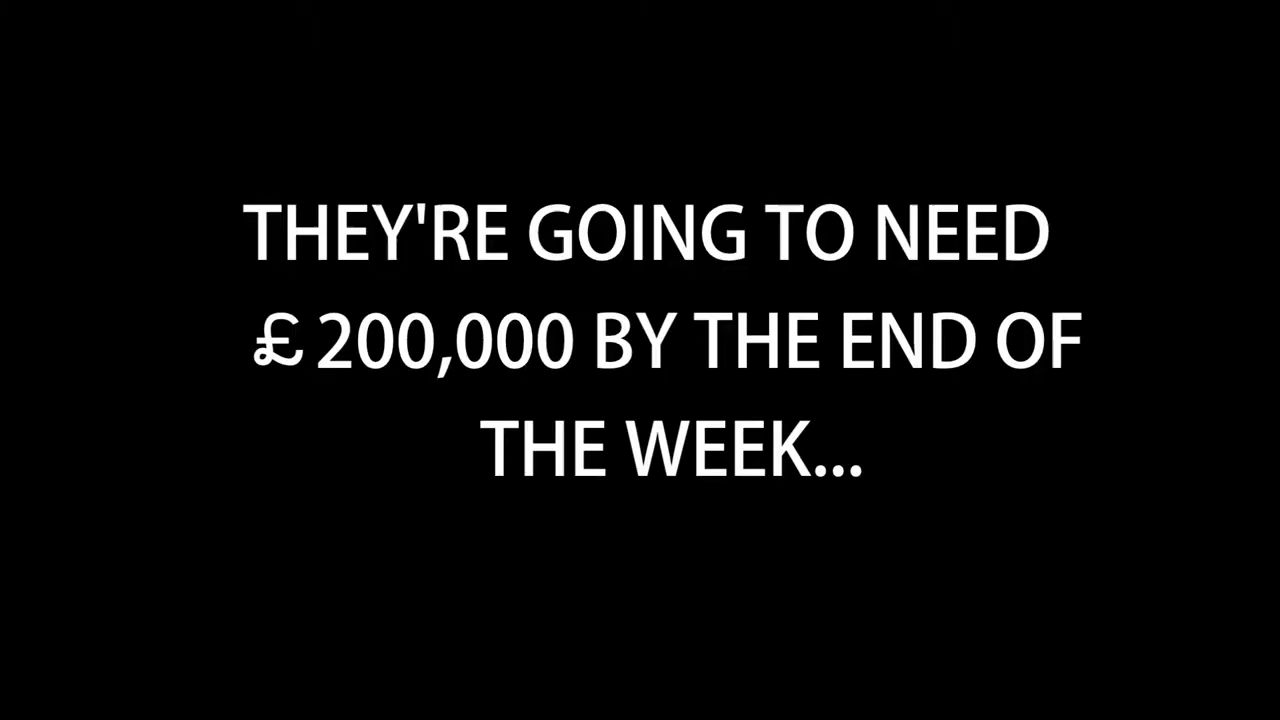 THEY'RE GOING TO NEED
£200,000 BY THE END OF
THE WEEK...